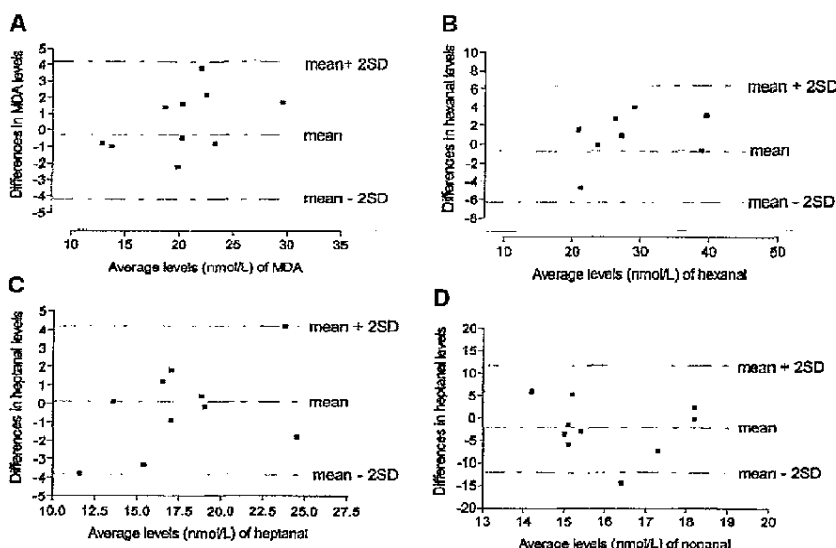 A
Differences in MDA levels
5
4
3
2
1
0
-1
-2
-3
-4
-5
mean+ 2SD
mean
mean - 2SD
10 15 20 25 30 35
Average levels (nmol/L) of MDA
B
Differences in hexanal levels
10
8
6
4
2
0
-2
-4
-6
-8
mean + 2SD
mean
mean - 2SD
10 20 30 40 50
Average levels (nmol/L) of hexanal
C
Differences in heptanal levels
5
4
3
2
1
0
-1
-2
-3
-4
-5
mean + 2SD
mean
mean - 2SD
10.0 12.5 15.0 17.5 20.0 22.5 25.0 27.5
Average levels (nmol/L) of heptanal
D
Differences in heptanal levels
20
15
10
5
0
-5
-10
-15
-20
mean + 2SD
mean
mean - 2SD
13 14 15 16 17 18 19 20
Average levels (nmol/L) of nonanal